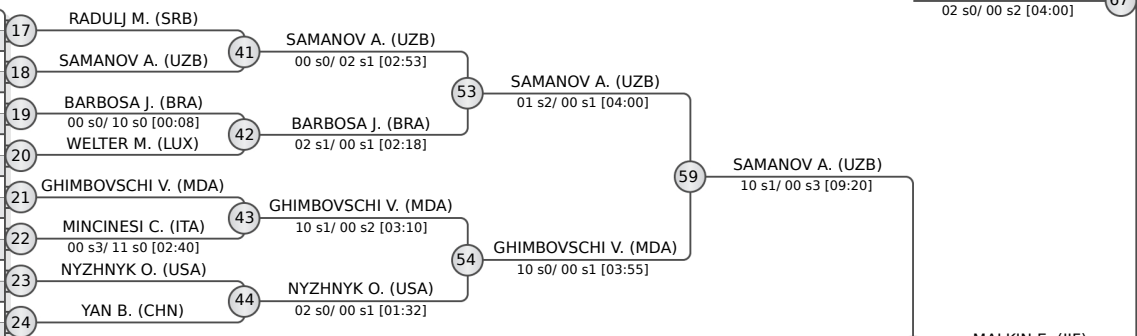 02 s0/ 00 s2 [04:00]
17
RADULJ M. (SRB)
41
SAMANOV A. (UZB)
00 s0/ 02 s1 [02:53]
18
SAMANOV A. (UZB)
53
SAMANOV A. (UZB)
01 s2/ 00 s1 [04:00]
19
BARBOSA J. (BRA)
00 s0/ 10 s0 [00:08]
42
BARBOSA J. (BRA)
02 s1/ 00 s1 [02:18]
20
WELTER M. (LUX)
59
SAMANOV A. (UZB)
10 s1/ 00 s3 [09:20]
21
GHIMBOVSCHI V. (MDA)
43
GHIMBOVSCHI V. (MDA)
10 s1/ 00 s2 [03:10]
22
MINCINESI C. (ITA)
00 s3/ 11 s0 [02:40]
54
GHIMBOVSCHI V. (MDA)
10 s0/ 00 s1 [03:55]
23
NYZHNYK O. (USA)
44
NYZHNYK O. (USA)
02 s0/ 00 s1 [01:32]
24
YAN B. (CHN)